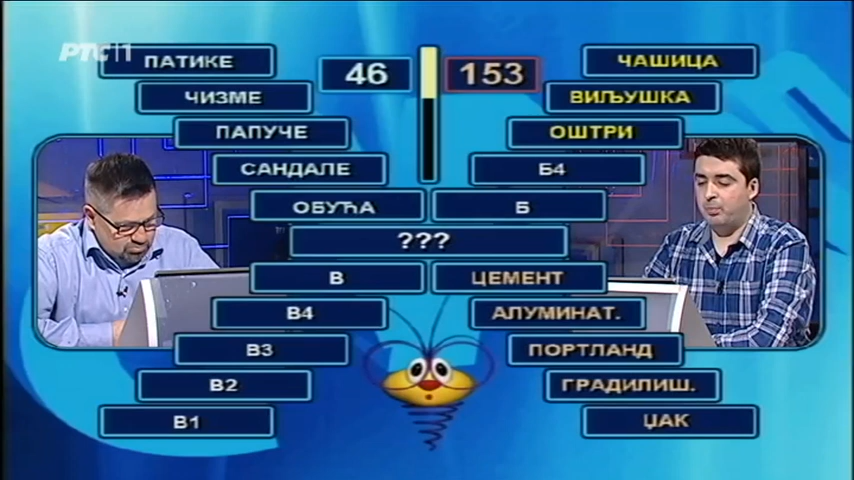 РТС 1
ПАТИКЕ
ЧИЗМЕ
ПАПУЧЕ
САНДАЛЕ
ОБУЋА
46
153
ЧАШИЦА
ВИЉУШКА
ОШТРИ
Б4
Б
???
В
В4
В3
В2
В1
ЦЕМЕНТ
АЛУМИНАТ.
ПОРТЛАНД
ГРАДИЛИШ.
ЏАК